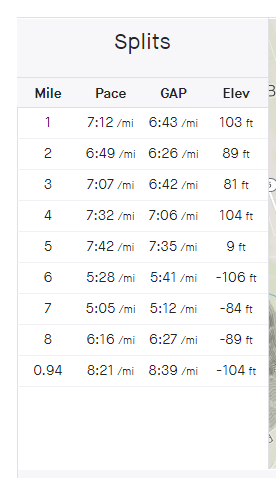 Splits
Mile Pace GAP Elev
1 7:12 /mi 6:43 /mi 103 ft
2 6:49 /mi 6:26 /mi 89 ft
3 7:07 /mi 6:42 /mi 81 ft
4 7:32 /mi 7:06 /mi 104 ft
5 7:42 /mi 7:35 /mi 9 ft
6 5:28 /mi 5:41 /mi -106 ft
7 5:05 /mi 5:12 /mi -84 ft
8 6:16 /mi 6:27 /mi -89 ft
0.94 8:21 /mi 8:39 /mi -104 ft